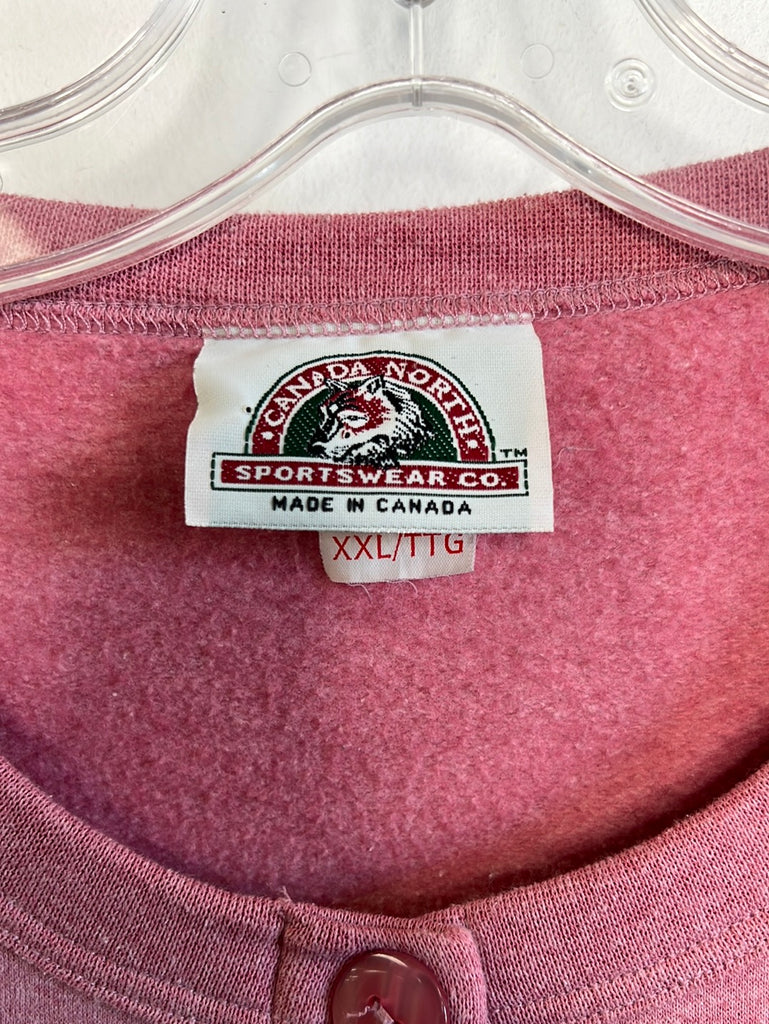 CANADA NORTH
SPORTSWEAR CO.™
MADE IN CANADA
XXL/TTG